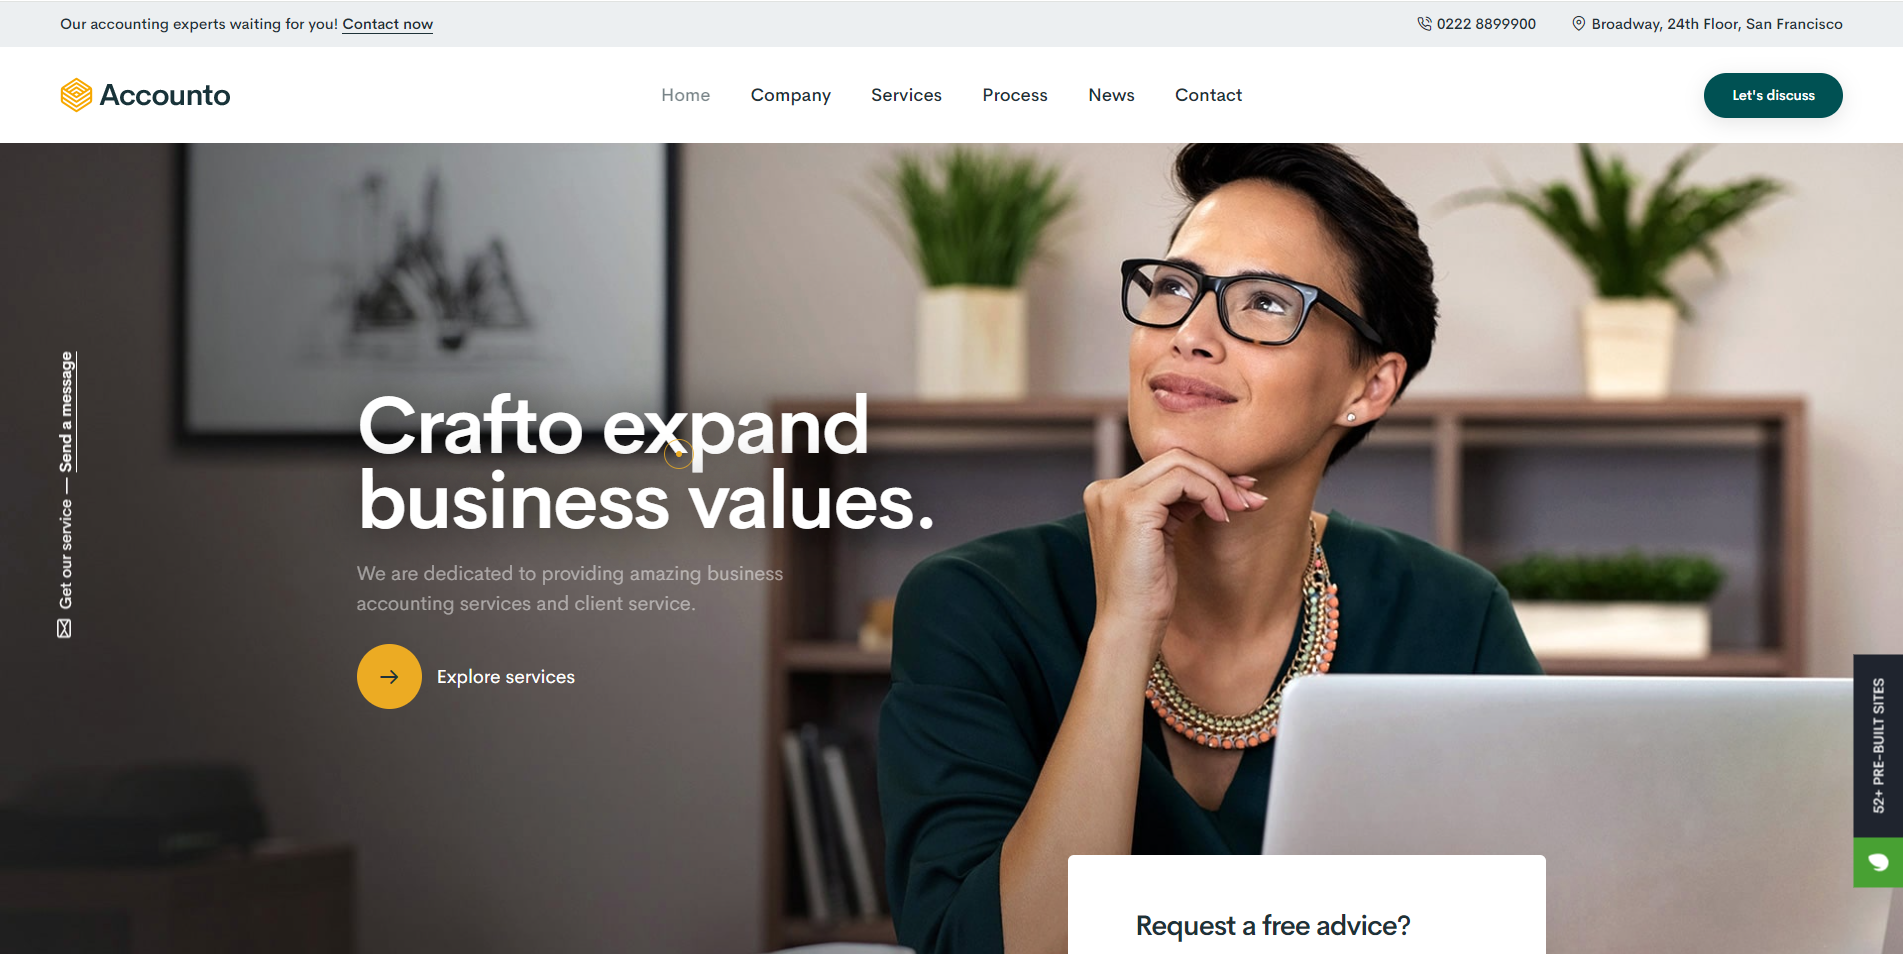 Our accounting experts waiting for you! Contact now
0222 8899900
Broadway, 24th Floor, San Francisco
Accounto
Home
Company
Services
Process
News
Contact
Let's discuss
Get our service — Send a message
Crafto expand
business values.
We are dedicated to providing amazing business
accounting services and client service.
Explore services
52+ PRE-BUILT SITES
Request a free advice?